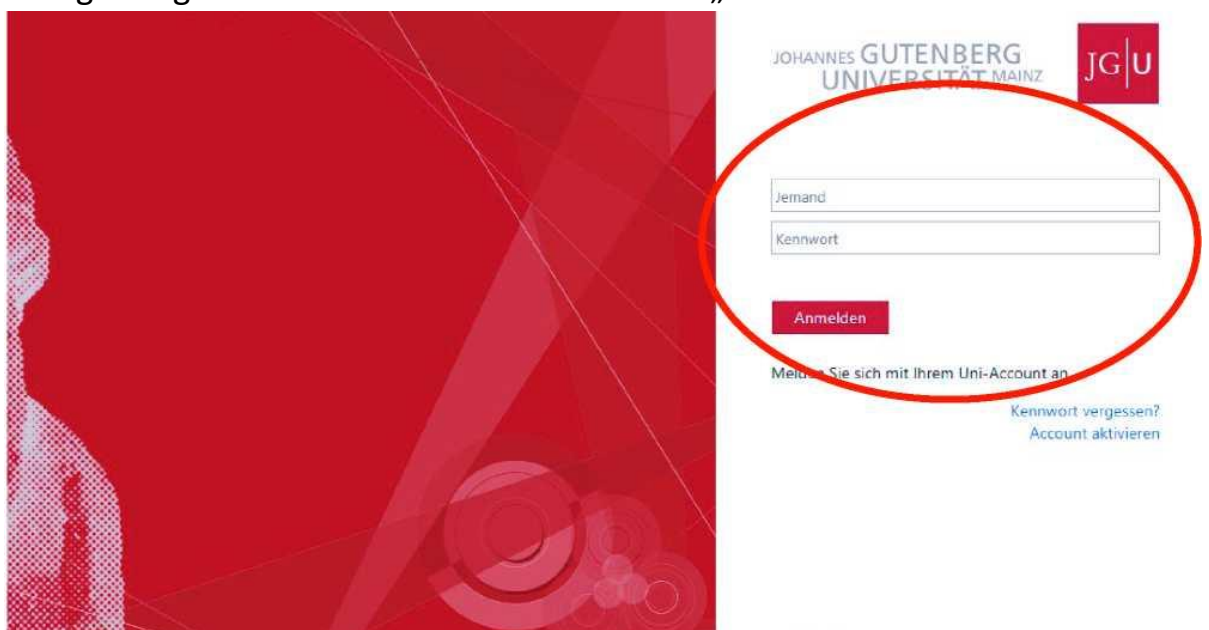 JOHANNES GUTENBERG
UNIVERSITÄT MAINZ
JG|U
Jemand
Kennwort
Anmelden
Melden Sie sich mit Ihrem Uni-Account an
Kennwort vergessen?
Account aktivieren